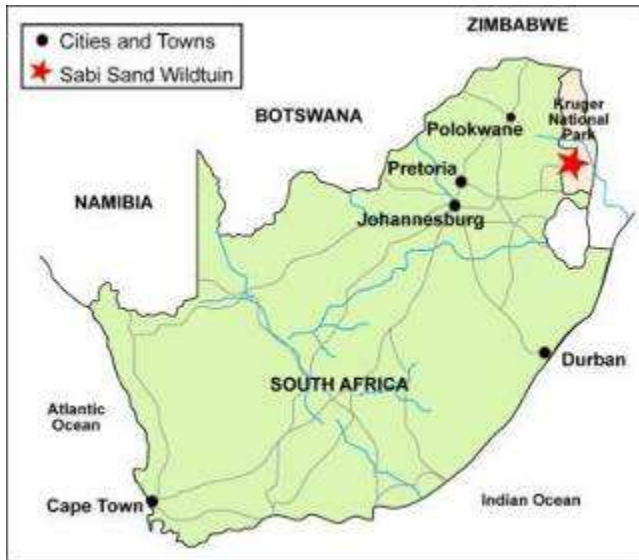 Cities and Towns
Sabi Sand Wildtuin
ZIMBABWE
BOTSWANA
Kruger
National
Park
Polokwane
Pretoria
NAMIBIA
Johannesburg
Durban
SOUTH AFRICA
Atlantic
Ocean
Cape Town
Indian Ocean